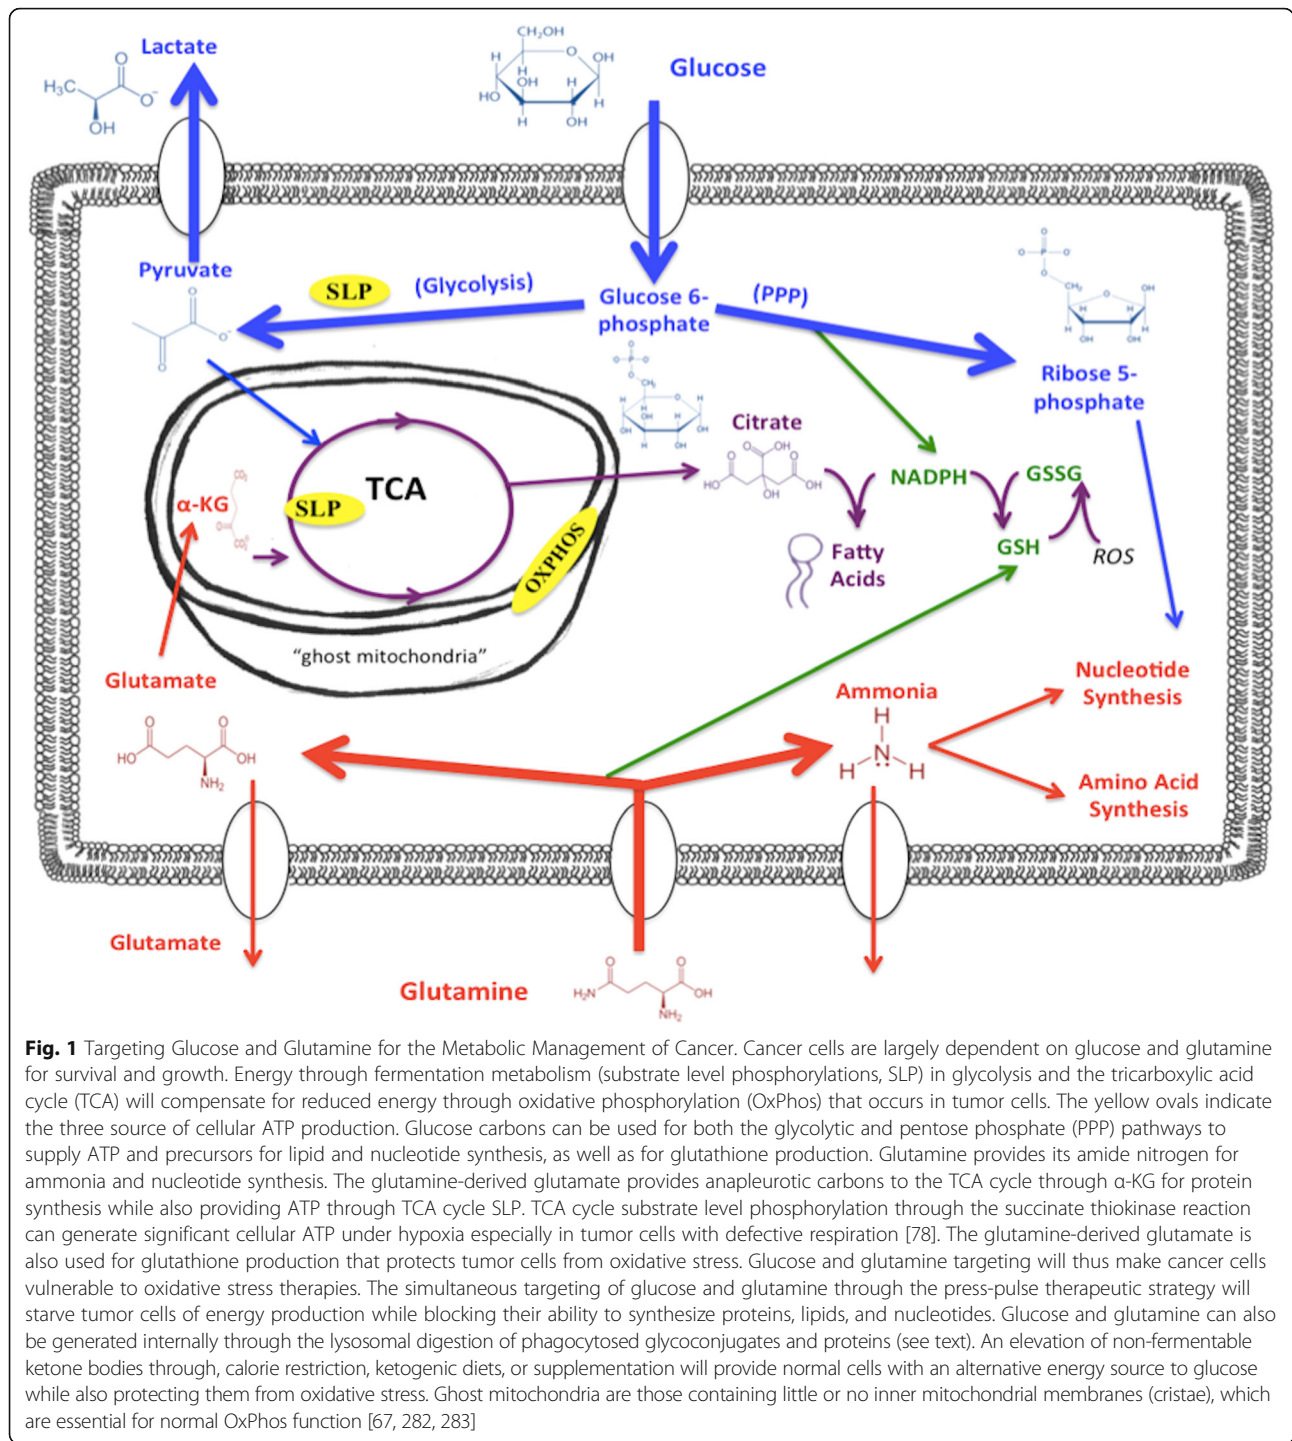 Lactate
Glucose
CH₂OH
H
O
OH
H
OH
H
HO
H
H
OH
O
H₃C
O⁻
OH
Pyruvate
SLP
(Glycolysis)
Glucose 6-
phosphate
(PPP)
Ribose 5-
phosphate
Citrate
TCA
SLP
α-KG
OXPHOS
NADPH
GSSG
GSH
ROS
Fatty
Acids
"ghost mitochondria"
Glutamate
O
O
HO
OH
NH₂
Ammonia
H
N
H
H
Nucleotide
Synthesis
Amino Acid
Synthesis
Glutamate
Glutamine
O
O
H₂N
OH
NH₂
Fig. 1 Targeting Glucose and Glutamine for the Metabolic Management of Cancer. Cancer cells are largely dependent on glucose and glutamine
for survival and growth. Energy through fermentation metabolism (substrate level phosphorylations, SLP) in glycolysis and the tricarboxylic acid
cycle (TCA) will compensate for reduced energy through oxidative phosphorylation (OxPhos) that occurs in tumor cells. The yellow ovals indicate
the three source of cellular ATP production. Glucose carbons can be used for both the glycolytic and pentose phosphate (PPP) pathways to
supply ATP and precursors for lipid and nucleotide synthesis, as well as for glutathione production. Glutamine provides its amide nitrogen for
ammonia and nucleotide synthesis. The glutamine-derived glutamate provides anapleurotic carbons to the TCA cycle through α-KG for protein
synthesis while also providing ATP through TCA cycle SLP. TCA cycle substrate level phosphorylation through the succinate thiokinase reaction
can generate significant cellular ATP under hypoxia especially in tumor cells with defective respiration [78]. The glutamine-derived glutamate is
also used for glutathione production that protects tumor cells from oxidative stress. Glucose and glutamine targeting will thus make cancer cells
vulnerable to oxidative stress therapies. The simultaneous targeting of glucose and glutamine through the press-pulse therapeutic strategy will
starve tumor cells of energy production while blocking their ability to synthesize proteins, lipids, and nucleotides. Glucose and glutamine can also
be generated internally through the lysosomal digestion of phagocytosed glycoconjugates and proteins (see text). An elevation of non-fermentable
ketone bodies through, calorie restriction, ketogenic diets, or supplementation will provide normal cells with an alternative energy source to glucose
while also protecting them from oxidative stress. Ghost mitochondria are those containing little or no inner mitochondrial membranes (cristae), which
are essential for normal OxPhos function [67, 282, 283]